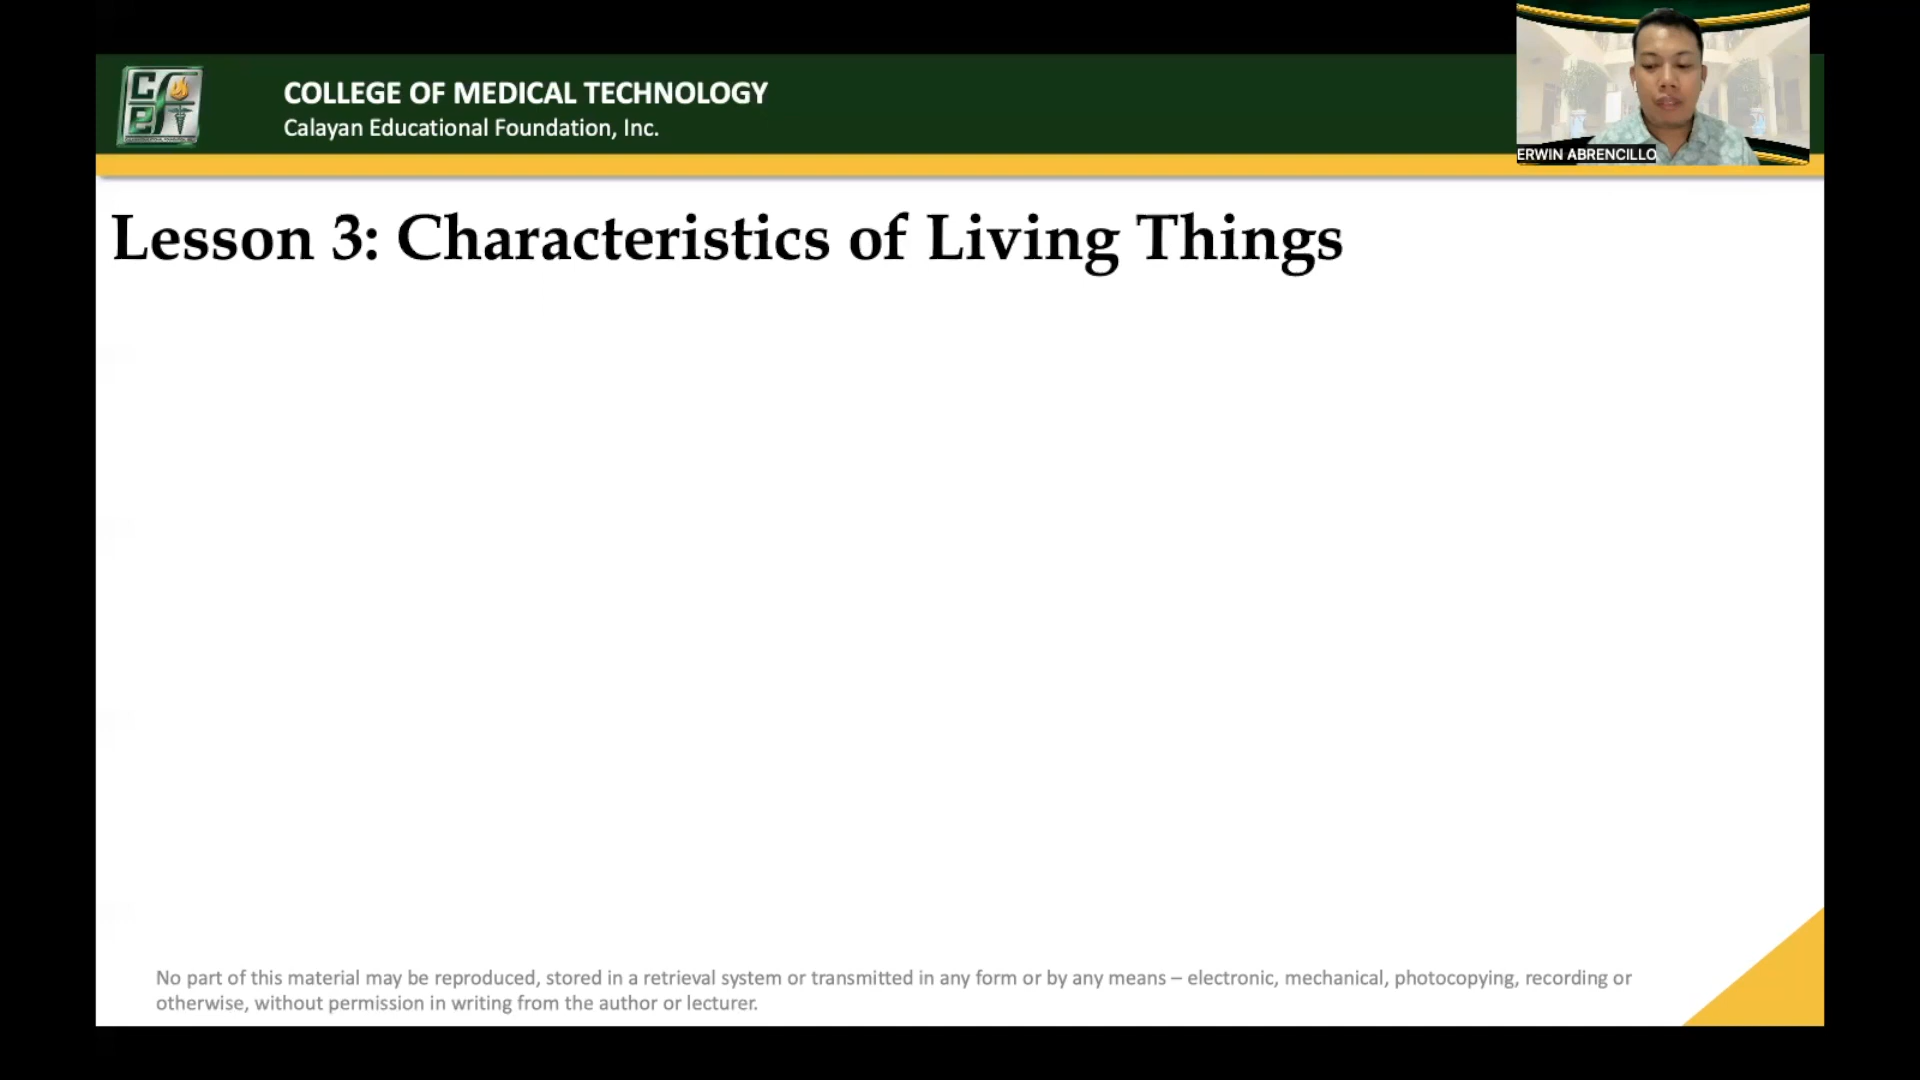 COLLEGE OF MEDICAL TECHNOLOGY
Calayan Educational Foundation, Inc.
ERWIN ABRENCILLO
Lesson 3: Characteristics of Living Things
No part of this material may be reproduced, stored in a retrieval system or transmitted in any form or by any means – electronic, mechanical, photocopying, recording or
otherwise, without permission in writing from the author or lecturer.